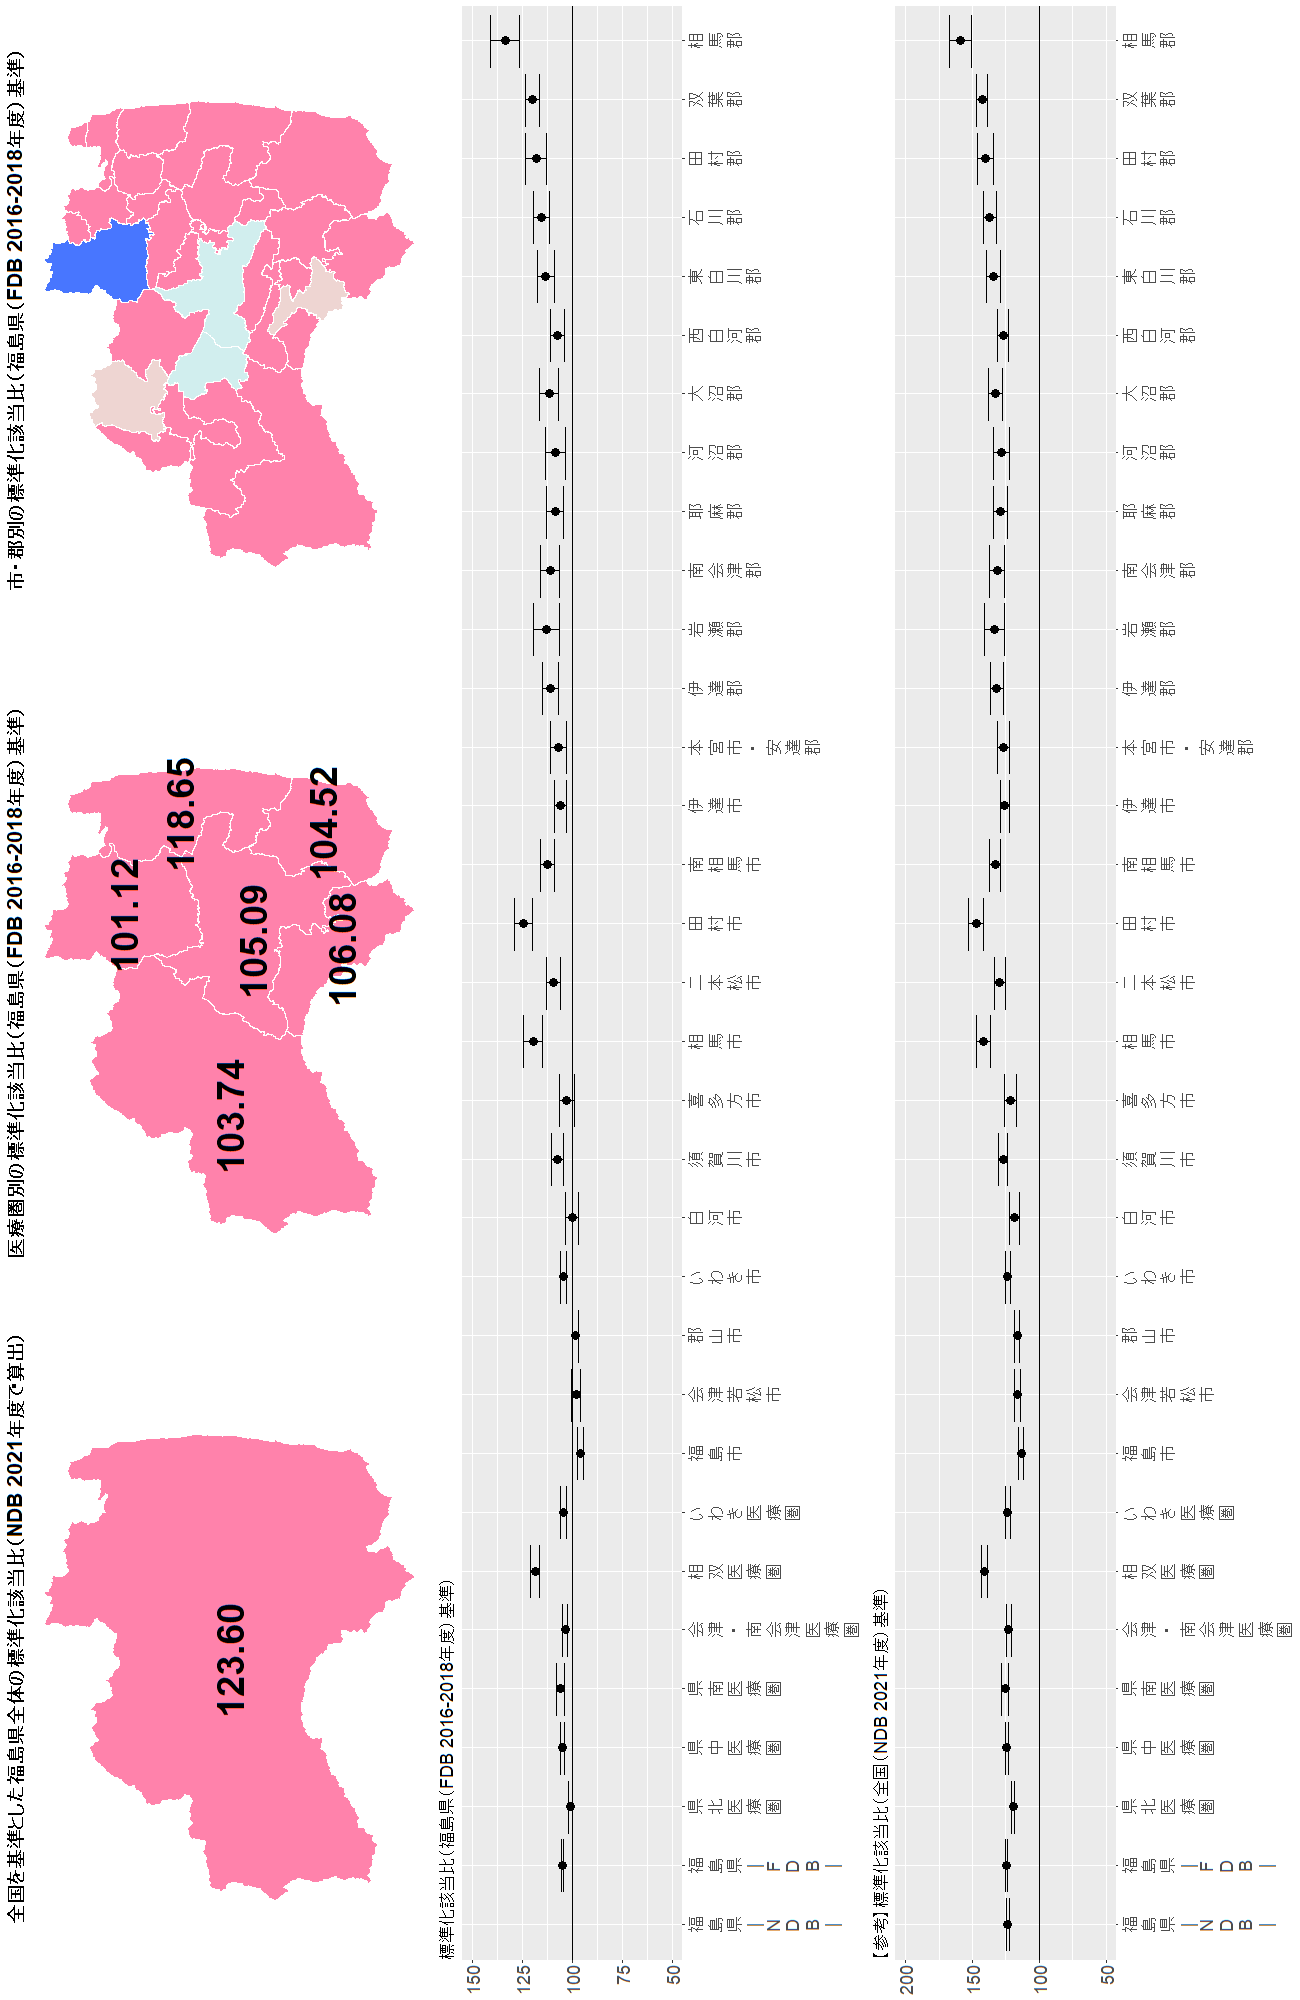 全国を基準とした福島県全体の標準化該当比(NDB 2021年度で算出)
123.60
医療圏別の標準化該当比(福島県(FDB 2016-2018年度)基準)
101.12
118.65
103.74
105.09
104.52
106.08
市・郡別の標準化該当比(福島県(FDB 2016-2018年度)基準)
標準化該当比(福島県(FDB 2016-2018年度)基準)
150
125
100
75
50
福島県|NDB|
福島県|FDB|
県北医療圏
県中医療圏
県南医療圏
会津・南会津医療圏
相双医療圏
いわき医療圏
福島市
会津若松市
郡山市
いわき市
白河市
須賀川市
喜多方市
相馬市
二本松市
田村市
南相馬市
伊達市
本宮市・安達郡
伊達郡
岩瀬郡
南会津郡
耶麻郡
河沼郡
大沼郡
西白河郡
東白川郡
石川郡
田村郡
双葉郡
相馬郡
【参考】標準化該当比(全国(NDB 2021年度)基準)
200
150
100
50
福島県|NDB|
福島県|FDB|
県北医療圏
県中医療圏
県南医療圏
会津・南会津医療圏
相双医療圏
いわき医療圏
福島市
会津若松市
郡山市
いわき市
白河市
須賀川市
喜多方市
相馬市
二本松市
田村市
南相馬市
伊達市
本宮市・安達郡
伊達郡
岩瀬郡
南会津郡
耶麻郡
河沼郡
大沼郡
西白河郡
東白川郡
石川郡
田村郡
双葉郡
相馬郡